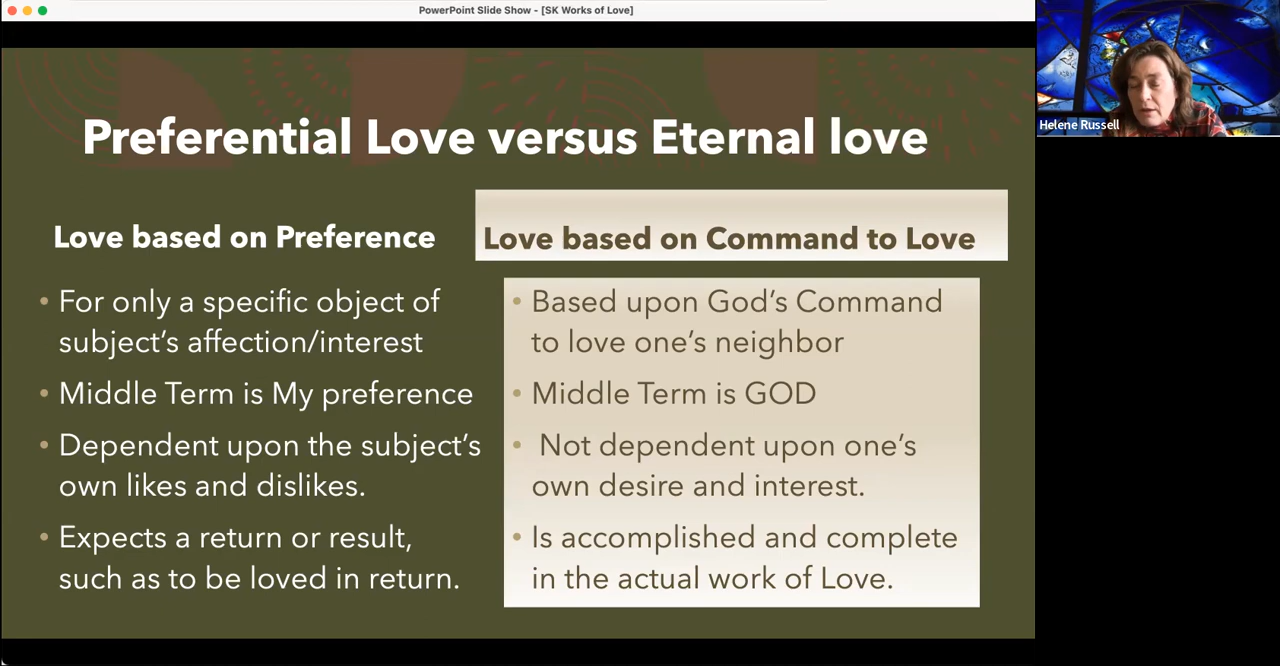 PowerPoint Slide Show - [SK Works of Love]
Helene Russell
Preferential Love versus Eternal love
Love based on Preference
• For only a specific object of
subject's affection/interest
• Middle Term is My preference
• Dependent upon the subject's
own likes and dislikes.
• Expects a return or result,
such as to be loved in return.
Love based on Command to Love
• Based upon God's Command
to love one's neighbor
• Middle Term is GOD
• Not dependent upon one's
own desire and interest.
• Is accomplished and complete
in the actual work of Love.